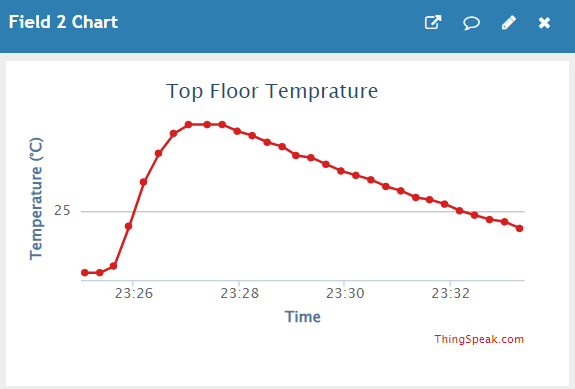 Field 2 Chart
Top Floor Temprature
Temperature (°C)
25
23:26 23:28 23:30 23:32
Time
ThingSpeak.com